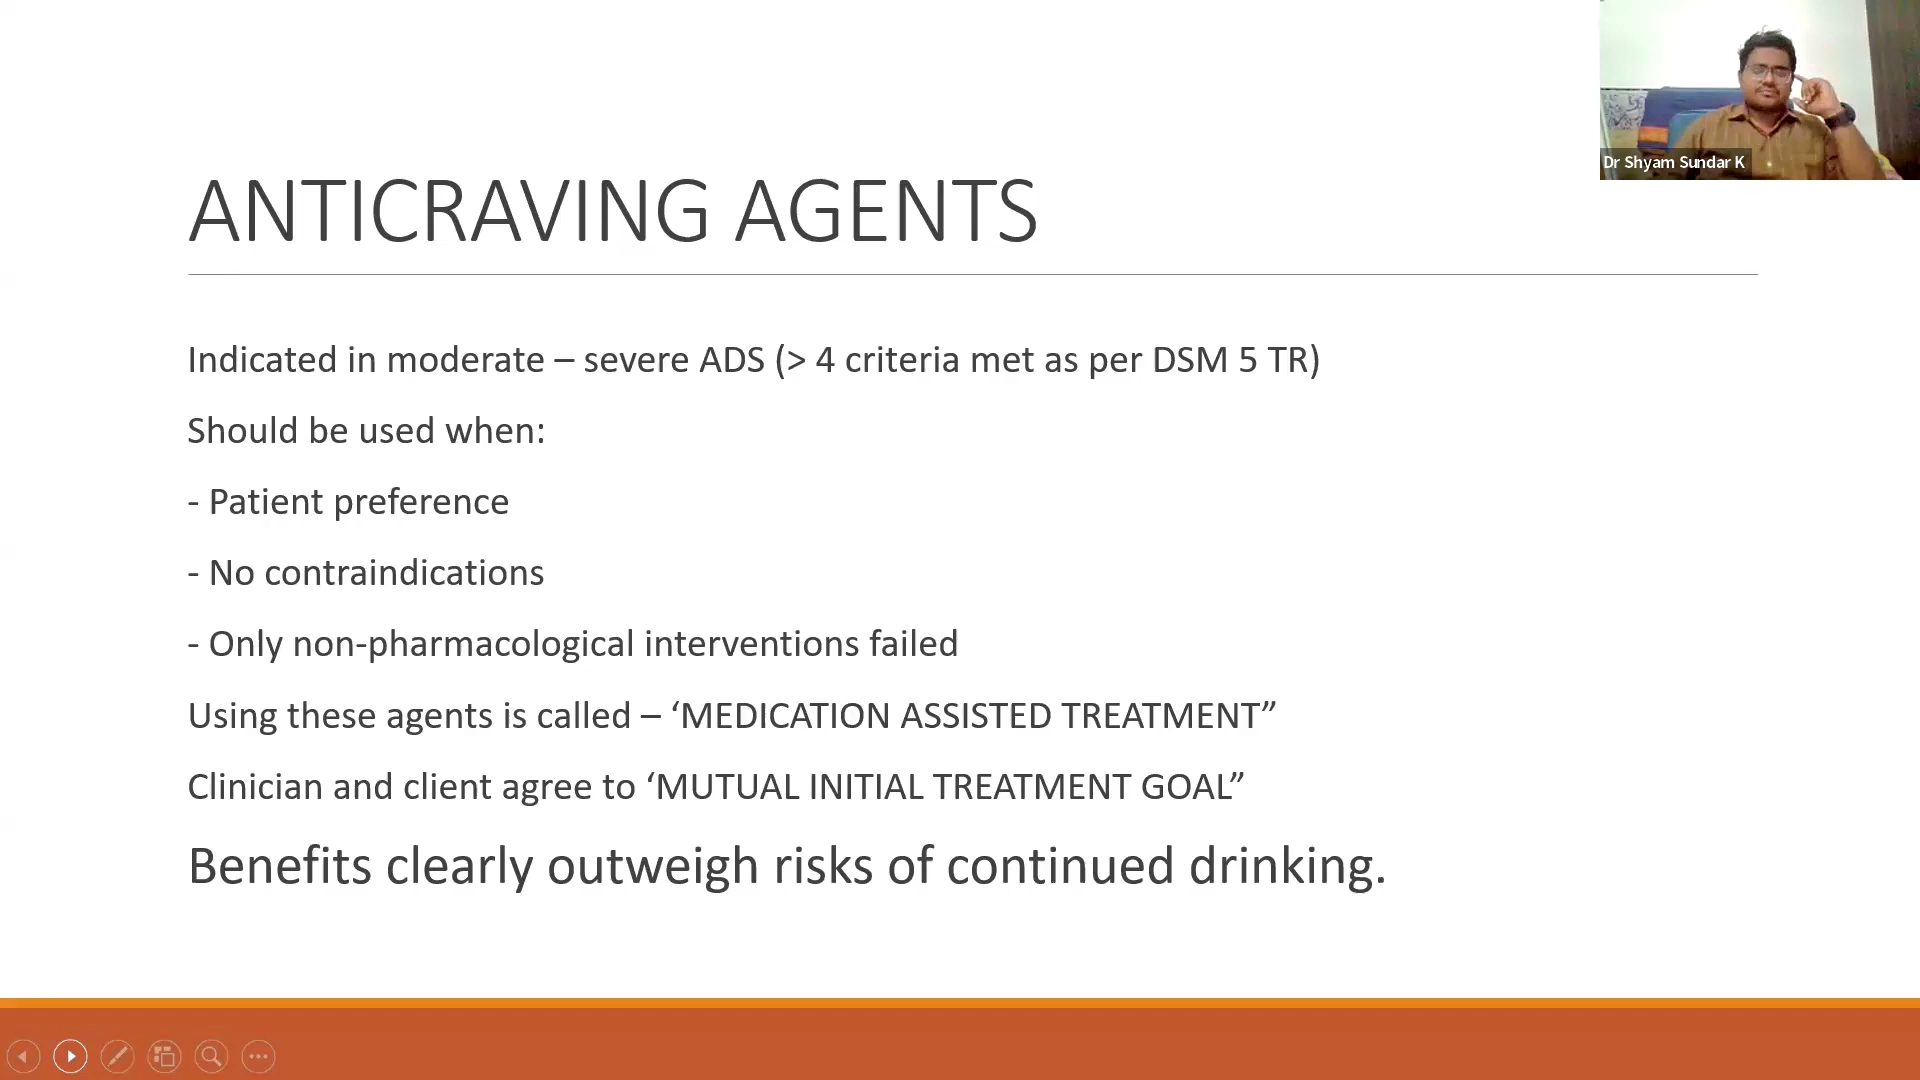 Dr Shyam Sundar K
ANTICRAVING AGENTS
Indicated in moderate – severe ADS (> 4 criteria met as per DSM 5 TR)
Should be used when:
- Patient preference
- No contraindications
- Only non-pharmacological interventions failed
Using these agents is called – ‘MEDICATION ASSISTED TREATMENT”
Clinician and client agree to ‘MUTUAL INITIAL TREATMENT GOAL”
Benefits clearly outweigh risks of continued drinking.